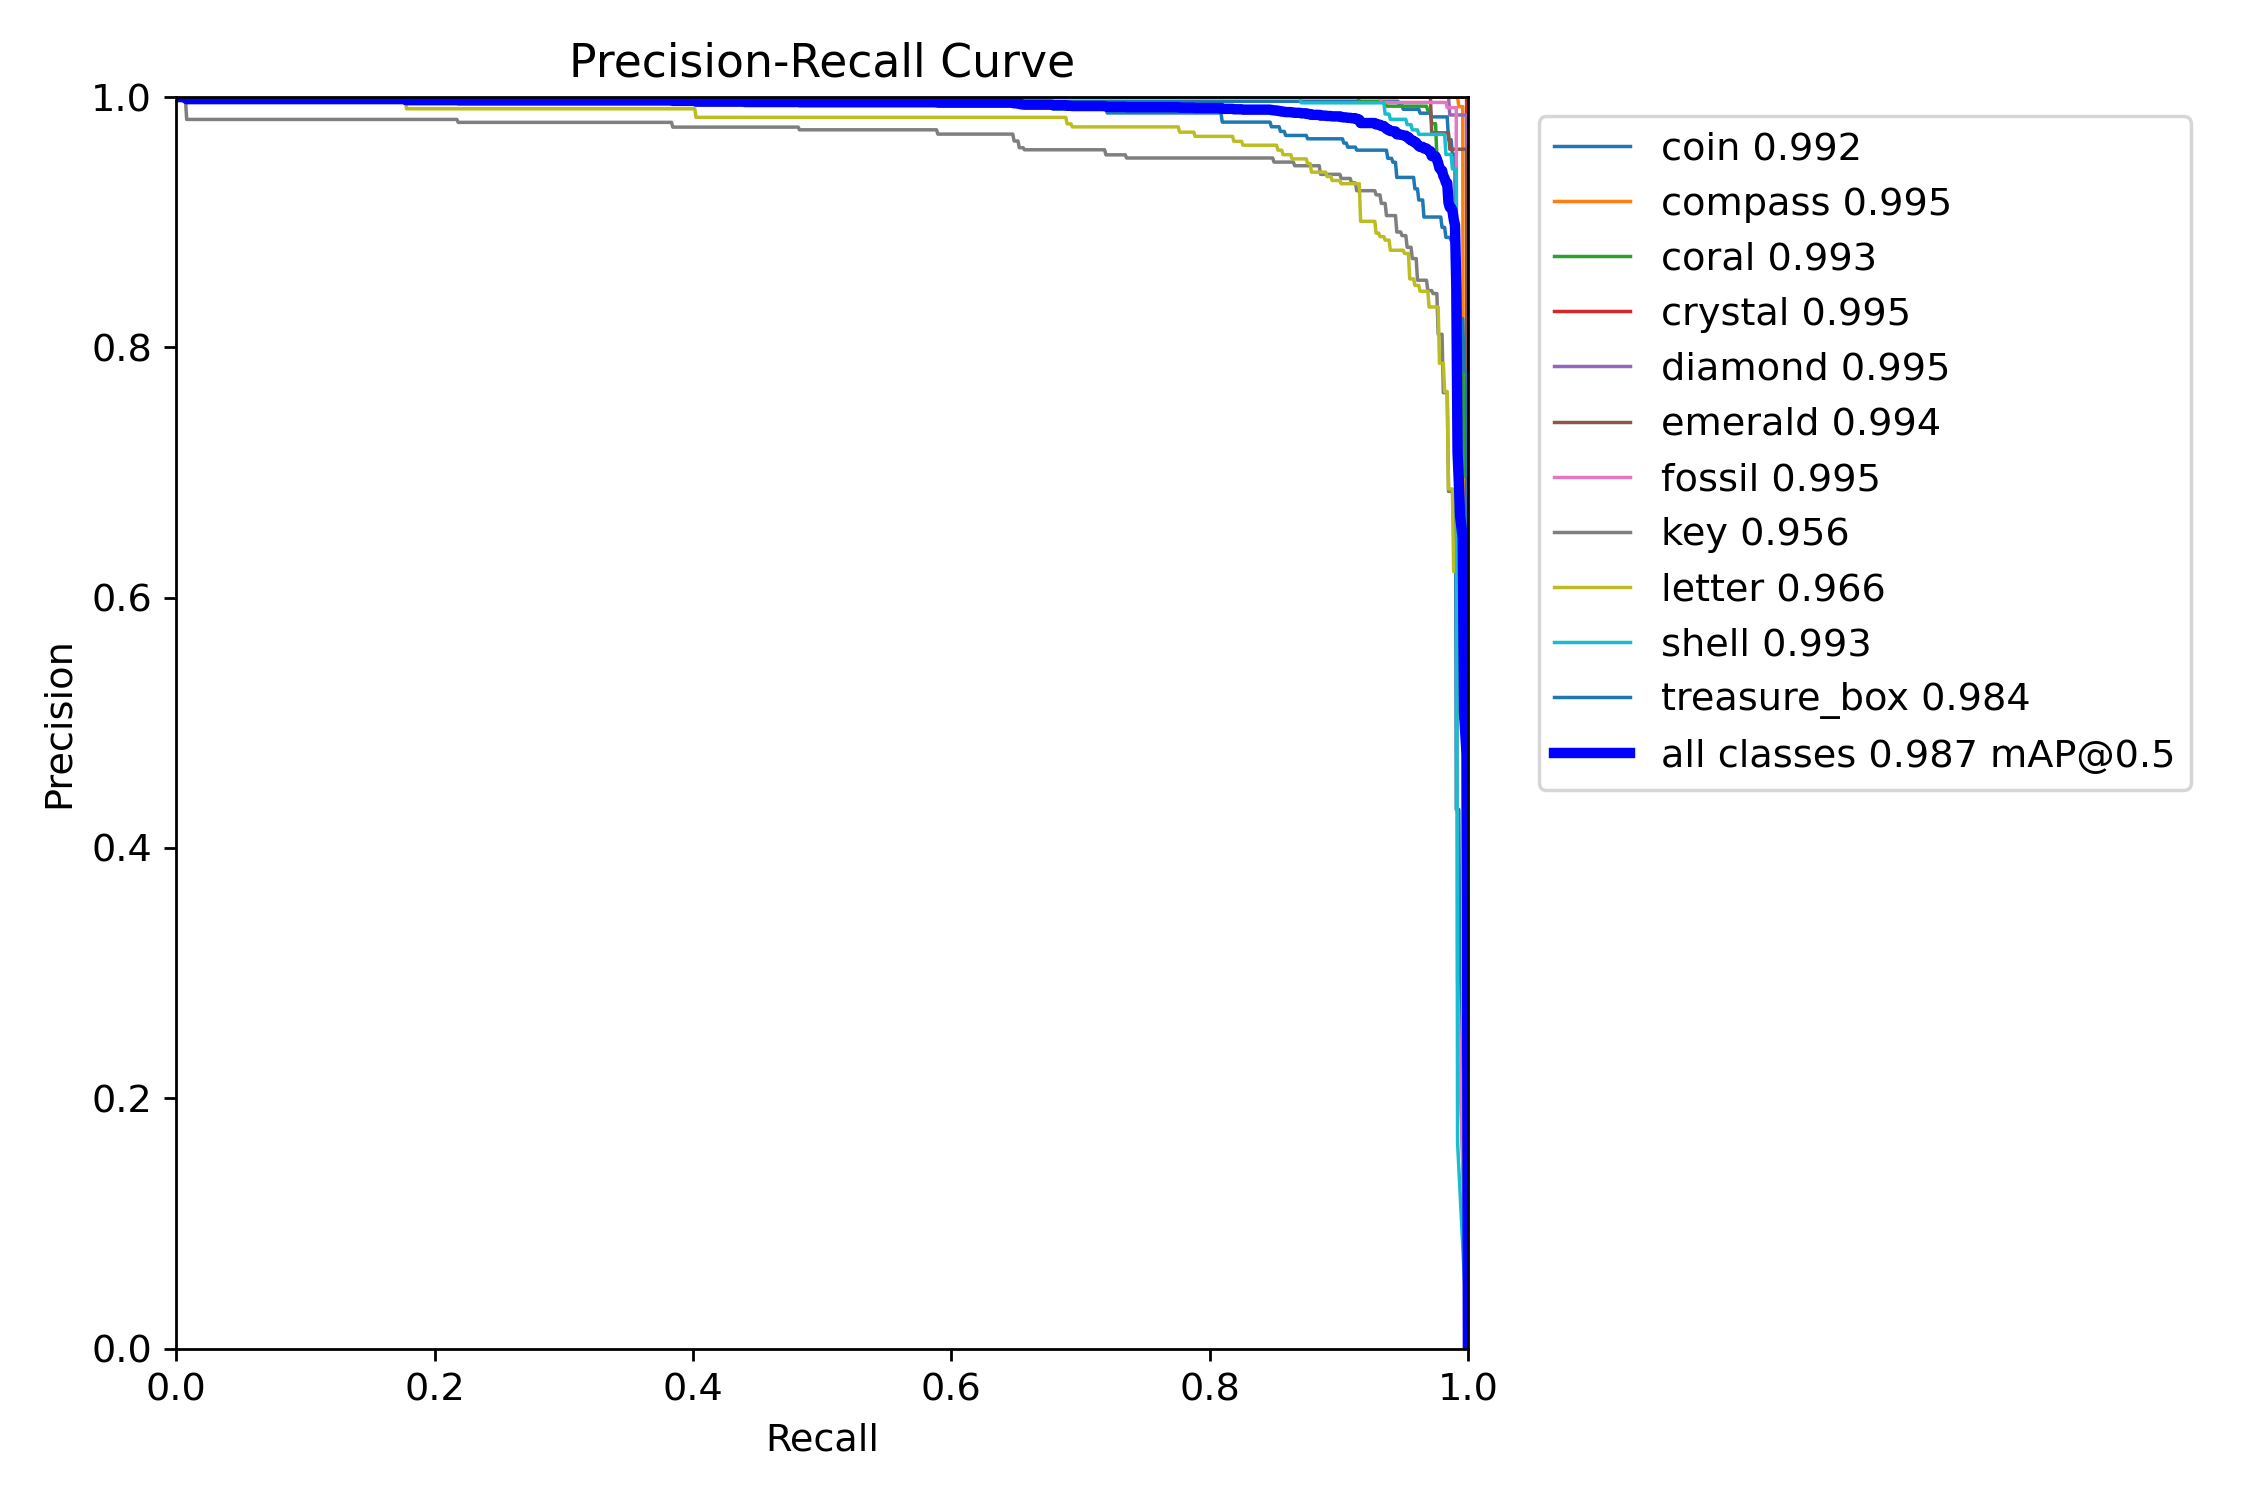 Precision-Recall Curve
1.0
0.8
0.6
0.4
0.2
0.0
Precision
0.0 0.2 0.4 0.6 0.8 1.0
Recall
coin 0.992
compass 0.995
coral 0.993
crystal 0.995
diamond 0.995
emerald 0.994
fossil 0.995
key 0.956
letter 0.966
shell 0.993
treasure_box 0.984
all classes 0.987 mAP@0.5